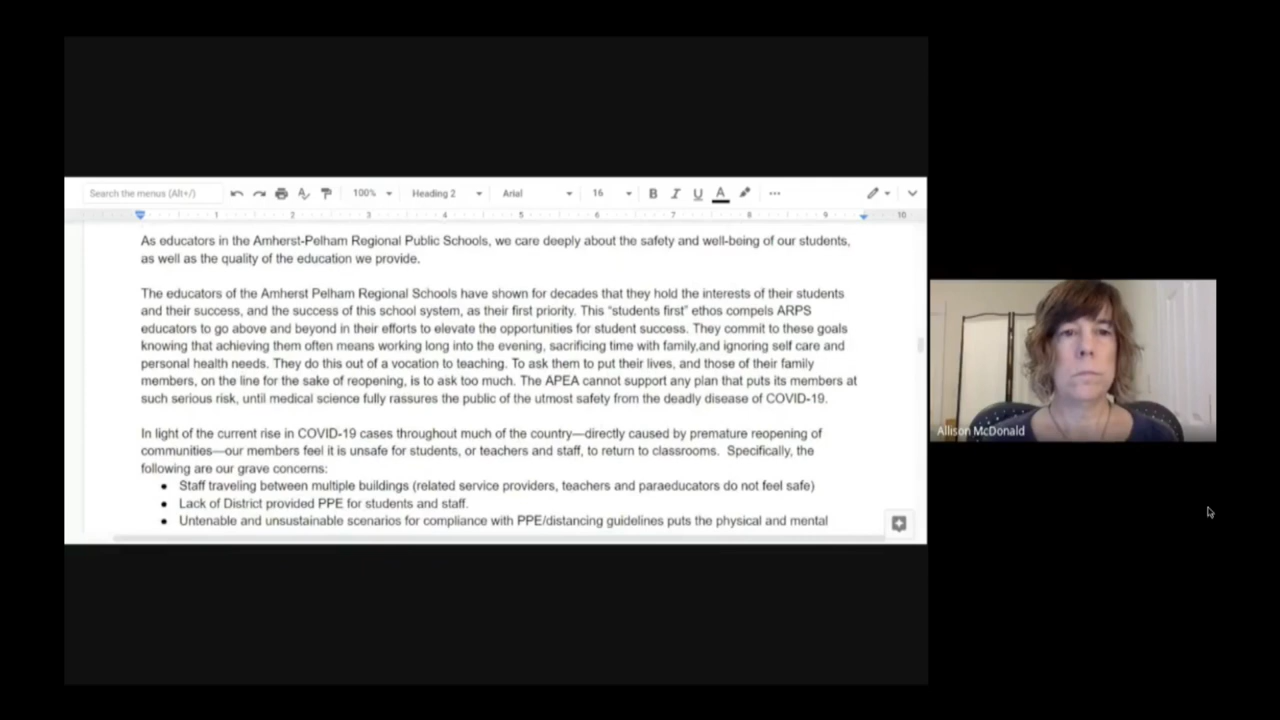 Search the menus (Alt+/) 100% Heading 2 Arial 16 B I U A
1 2 3 4 5 6 7 8 9 10
As educators in the Amherst-Pelham Regional Public Schools, we care deeply about the safety and well-being of our students,
as well as the quality of the education we provide.
The educators of the Amherst Pelham Regional Schools have shown for decades that they hold the interests of their students
and their success, and the success of this school system, as their first priority. This “students first” ethos compels ARPS
educators to go above and beyond in their efforts to elevate the opportunities for student success. They commit to these goals
knowing that achieving them often means working long into the evening, sacrificing time with family,and ignoring self care and
personal health needs. They do this out of a vocation to teaching. To ask them to put their lives, and those of their family
members, on the line for the sake of reopening, is to ask too much. The APEA cannot support any plan that puts its members at
such serious risk, until medical science fully rassures the public of the utmost safety from the deadly disease of COVID-19.
In light of the current rise in COVID-19 cases throughout much of the country—directly caused by premature reopening of
communities—our members feel it is unsafe for students, or teachers and staff, to return to classrooms. Specifically, the
following are our grave concerns:
● Staff traveling between multiple buildings (related service providers, teachers and paraeducators do not feel safe)
● Lack of District provided PPE for students and staff.
● Untenable and unsustainable scenarios for compliance with PPE/distancing guidelines puts the physical and mental
Allison McDonald